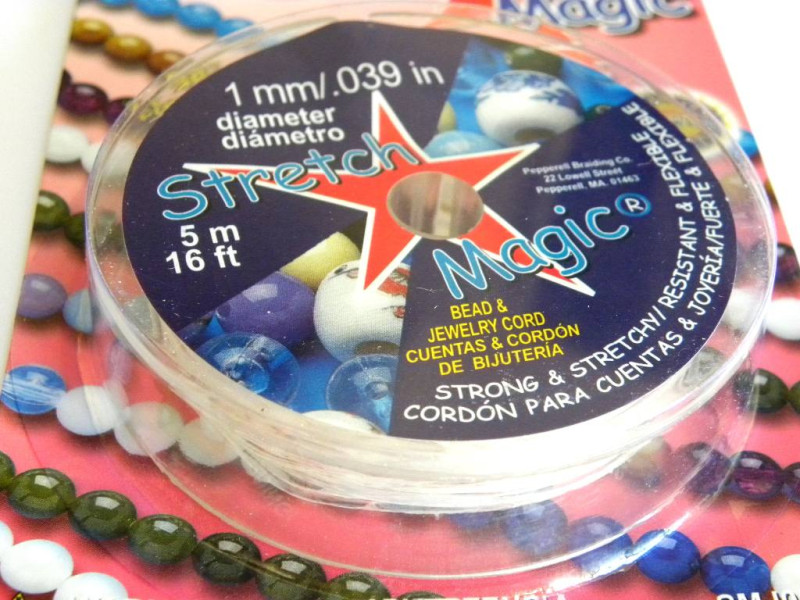 Magic
1 mm/.039 in
diameter
diámetro
Stretch
Magic®
5 m
16 ft
Pepperell Braiding Co.
22 Lowell Street
Pepperell, MA. 01463
BEAD &
JEWELRY CORD
CUENTAS & CORDÓN
DE BIJUTERÍA
STRONG & STRETCHY/RESISTANT & FLEXIBLE
CORDÓN PARA CUENTAS & JOYERÍA/FUERTE & FLEXIBLE